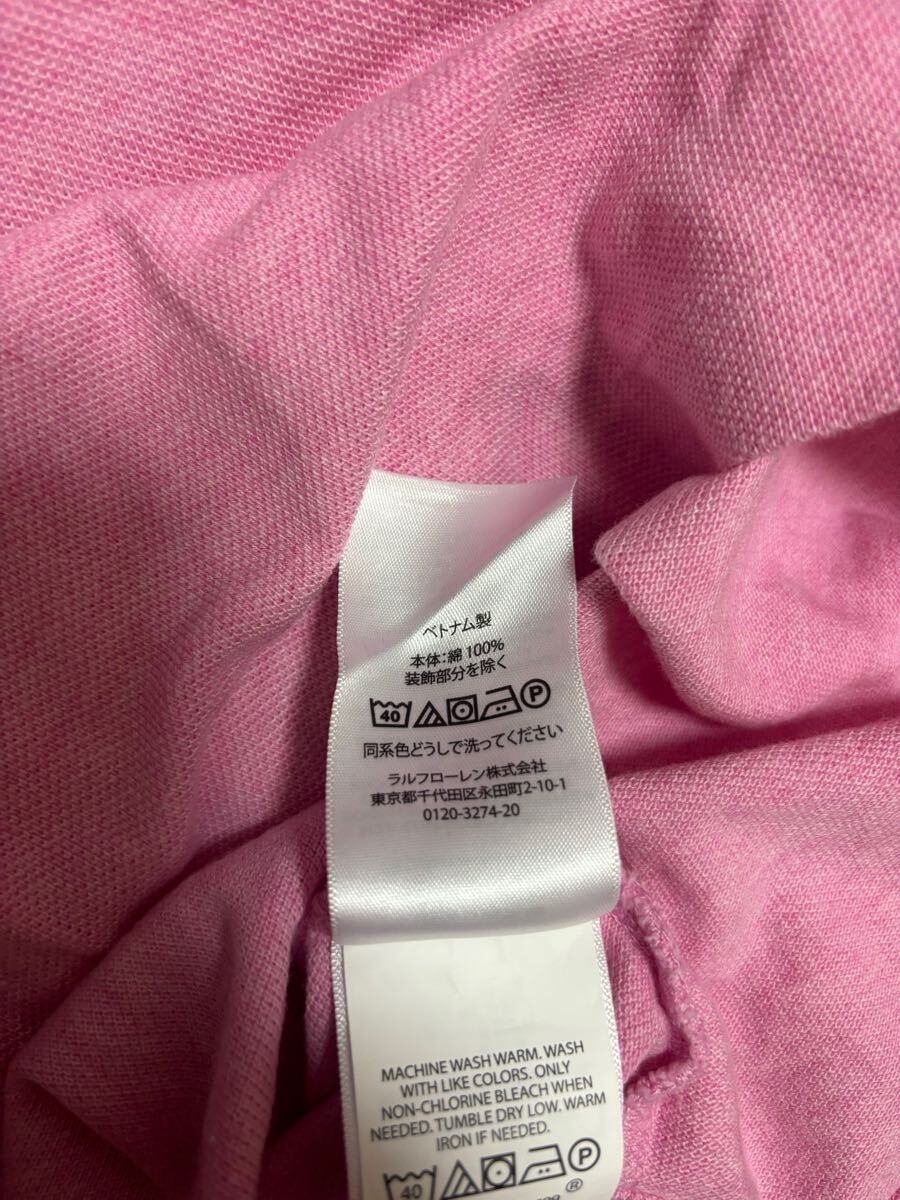 ベトナム製
本体:綿 100%
装飾部分を除く
40 P
同系色どうしで洗ってください
ラルフローレン株式会社
東京都千代田区永田町2-10-1
0120-3274-20
MACHINE WASH WARM. WASH
WITH LIKE COLORS. ONLY
NON-CHLORINE BLEACH WHEN
NEEDED. TUMBLE DRY LOW. WARM
IRON IF NEEDED.
40 P
®